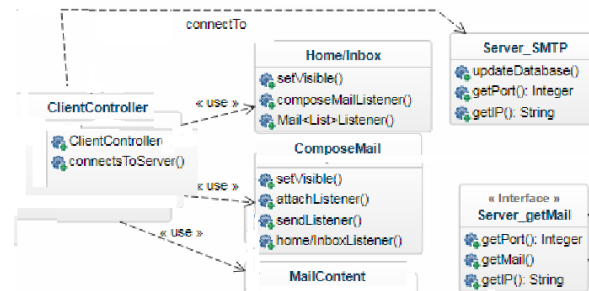 connectTo
Home/Inbox
setVisible()
composeMailListener()
Mail<List>Listener()
Server_SMTP
updateDatabase()
getPort(): Integer
getIP(): String
ClientController
ClientController
connectsToServer()
« use »
« use »
« use »
ComposeMail
setVisible()
attachListener()
sendListener()
home/InboxListener()
« Interface »
Server_getMail
getPort(): Integer
getMail()
getIP(): String
MailContent